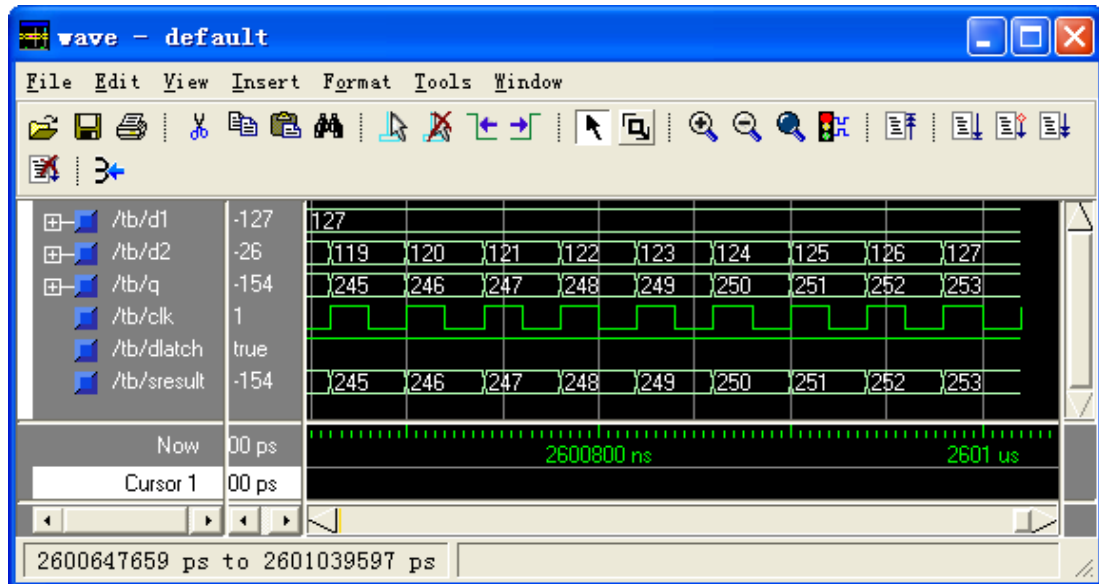 wave - default
File Edit View Insert Format Tools Window
/tb/d1 -127 127
/tb/d2 -26 119 120 121 122 123 124 125 126 127
/tb/q -154 245 246 247 248 249 250 251 252 253
/tb/clk 1
/tb/dlatch true
/tb/sresult -154 245 246 247 248 249 250 251 252 253
Now 00 ps 2600800 ns 2601 us
Cursor 1 00 ps
2600647659 ps to 2601039597 ps